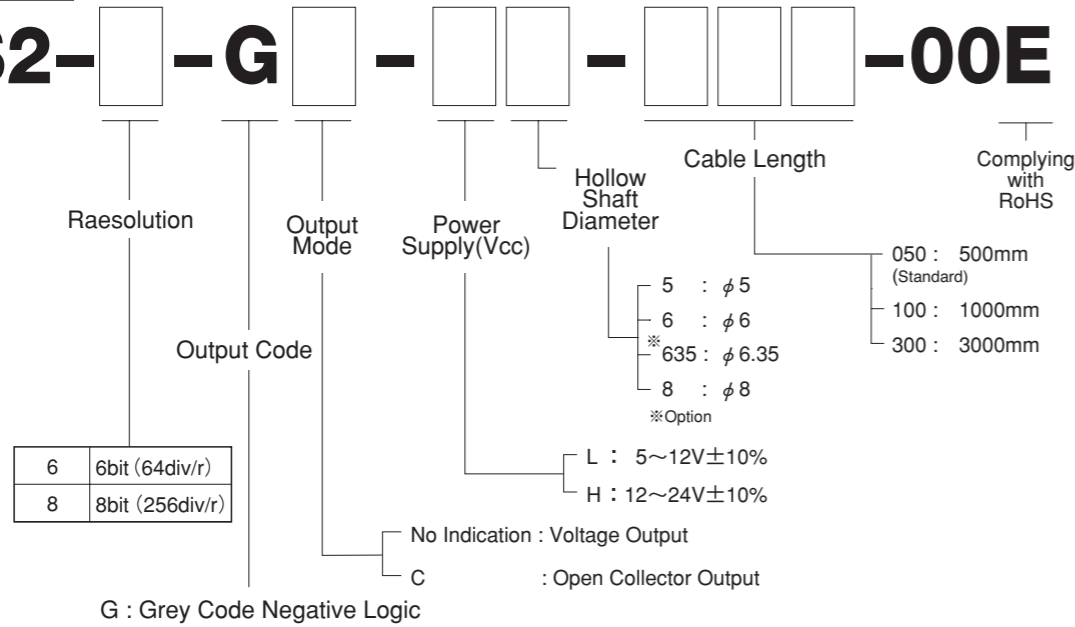 2– –G – – –00E
Cable Length
Complying
with
RoHS
Hollow
Shaft
Diameter
Raesolution
Output
Mode
Power
Supply(Vcc)
050 : 500mm
(Standard)
100 : 1000mm
300 : 3000mm
5 : φ5
6 : φ6
※
635 : φ6.35
8 : φ8
※Option
Output Code
6 6bit (64div/r)
8 8bit (256div/r)
L : 5～12V±10%
H : 12～24V±10%
No Indication : Voltage Output
C : Open Collector Output
G : Grey Code Negative Logic